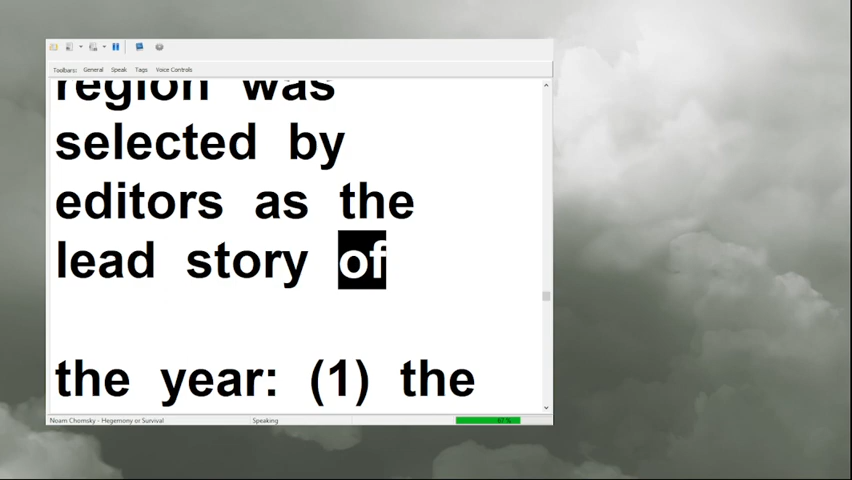 Toolbars: General Speak Tags Voice Controls
region was
selected by
editors as the
lead story of
the year: (1) the
Noam Chomsky - Hegemony or Survival Speaking 67 %